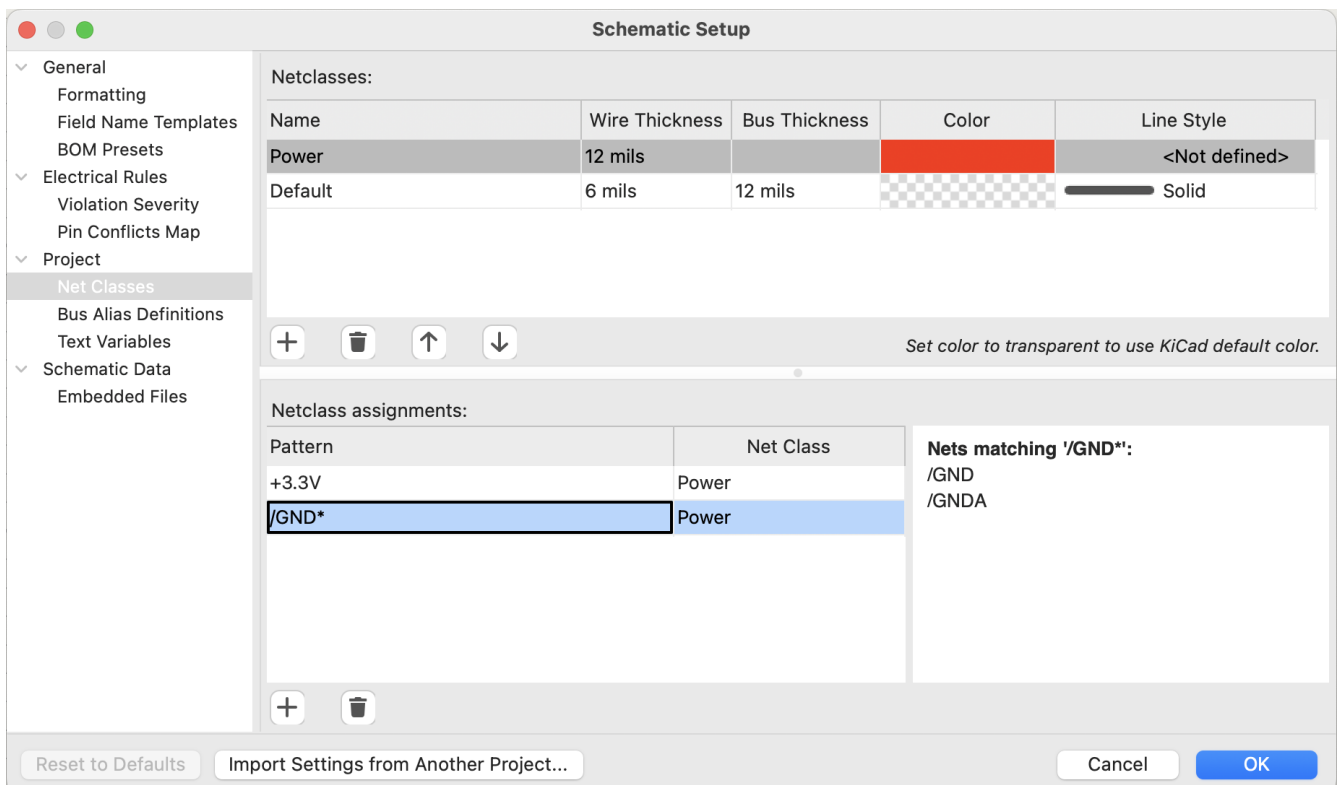 Schematic Setup
General
Formatting
Field Name Templates
BOM Presets
Electrical Rules
Violation Severity
Pin Conflicts Map
Project
Net Classes
Bus Alias Definitions
Text Variables
Schematic Data
Embedded Files
Netclasses:
Name Wire Thickness Bus Thickness Color Line Style
Power 12 mils <Not defined>
Default 6 mils 12 mils Solid
Set color to transparent to use KiCad default color.
Netclass assignments:
Pattern Net Class
+3.3V Power
/GND* Power
Nets matching '/GND*':
/GND
/GNDA
Reset to Defaults Import Settings from Another Project... Cancel OK